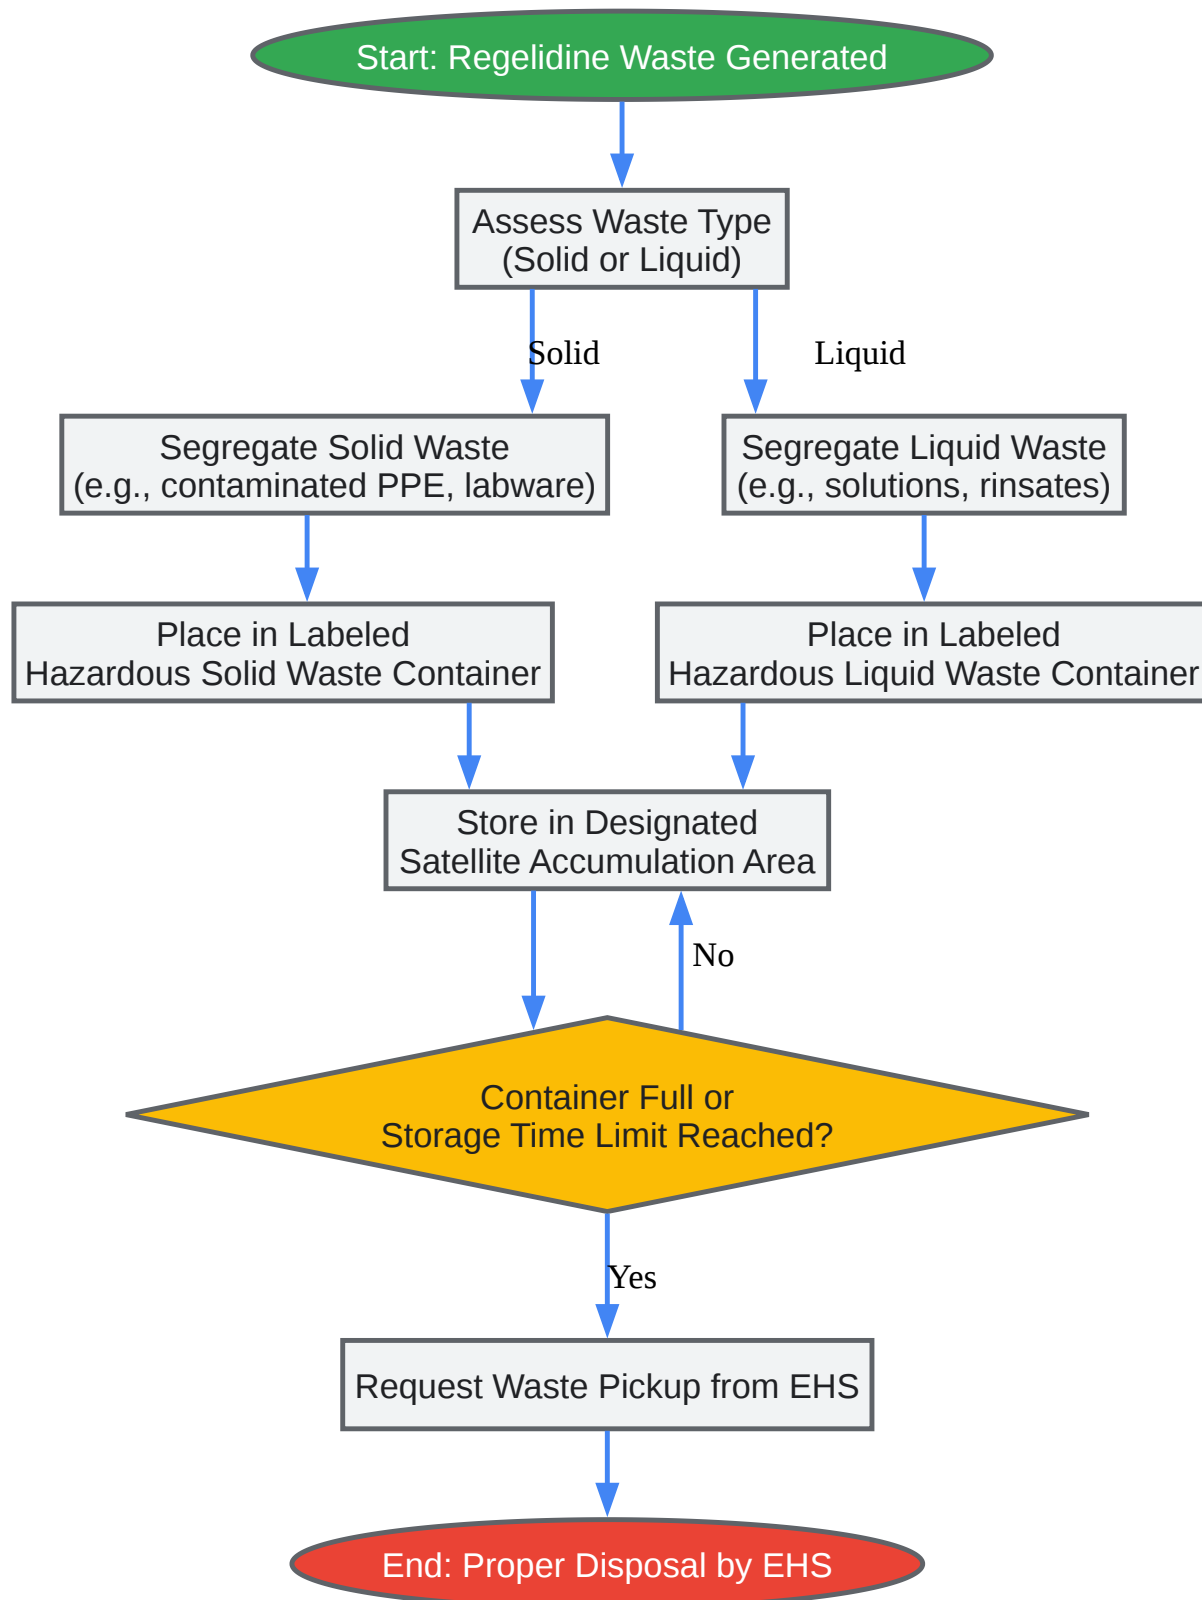 Start: Regelidine Waste Generated
Assess Waste Type
(Solid or Liquid)
Solid
Liquid
Segregate Solid Waste
(e.g., contaminated PPE, labware)
Segregate Liquid Waste
(e.g., solutions, rinsates)
Place in Labeled
Hazardous Solid Waste Container
Place in Labeled
Hazardous Liquid Waste Container
Store in Designated
Satellite Accumulation Area
No
Container Full or
Storage Time Limit Reached?
Yes
Request Waste Pickup from EHS
End: Proper Disposal by EHS